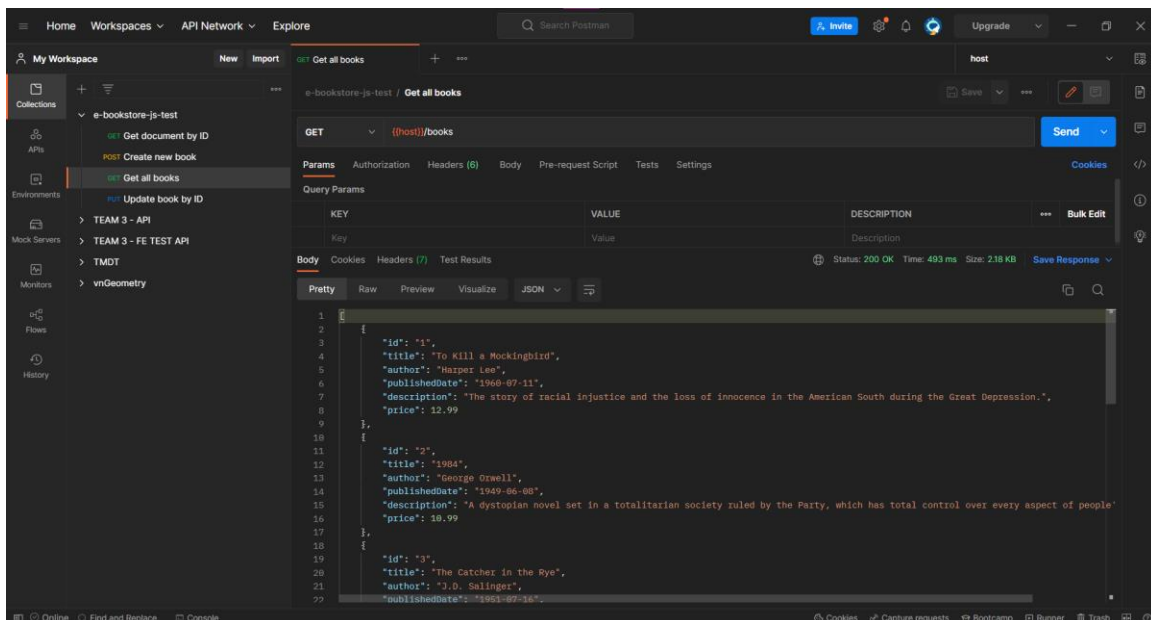 Home Workspaces API Network Explore Search Postman Invite Upgrade
My Workspace New Import GET Get all books host
Collections
APIs
Environments
Mock Servers
Monitors
Flows
History
e-bookstore-js-test
GET Get document by ID
POST Create new book
GET Get all books
PUT Update book by ID
TEAM 3 - API
TEAM 3 - FE TEST API
TMDT
vnGeometry
e-bookstore-js-test / Get all books Save
GET {{host}}/books Send
Params Authorization Headers (6) Body Pre-request Script Tests Settings Cookies
Query Params
KEY VALUE DESCRIPTION Bulk Edit
Key Value Description
Body Cookies Headers (7) Test Results Status: 200 OK Time: 493 ms Size: 2.18 KB Save Response
Pretty Raw Preview Visualize JSON
1 [
2 {
3 "id": "1",
4 "title": "To Kill a Mockingbird",
5 "author": "Harper Lee",
6 "publishedDate": "1960-07-11",
7 "description": "The story of racial injustice and the loss of innocence in the American South during the Great Depression.",
8 "price": 12.99
9 },
10 {
11 "id": "2",
12 "title": "1984",
13 "author": "George Orwell",
14 "publishedDate": "1949-06-08",
15 "description": "A dystopian novel set in a totalitarian society ruled by the Party, which has total control over every aspect of people'
16 "price": 10.99
17 },
18 {
19 "id": "3",
20 "title": "The Catcher in the Rye",
21 "author": "J.D. Salinger",
22 "publishedDate": "1951-07-16",
Online Find and Replace Console Cookies Capture requests Bootcamp Runner Trash